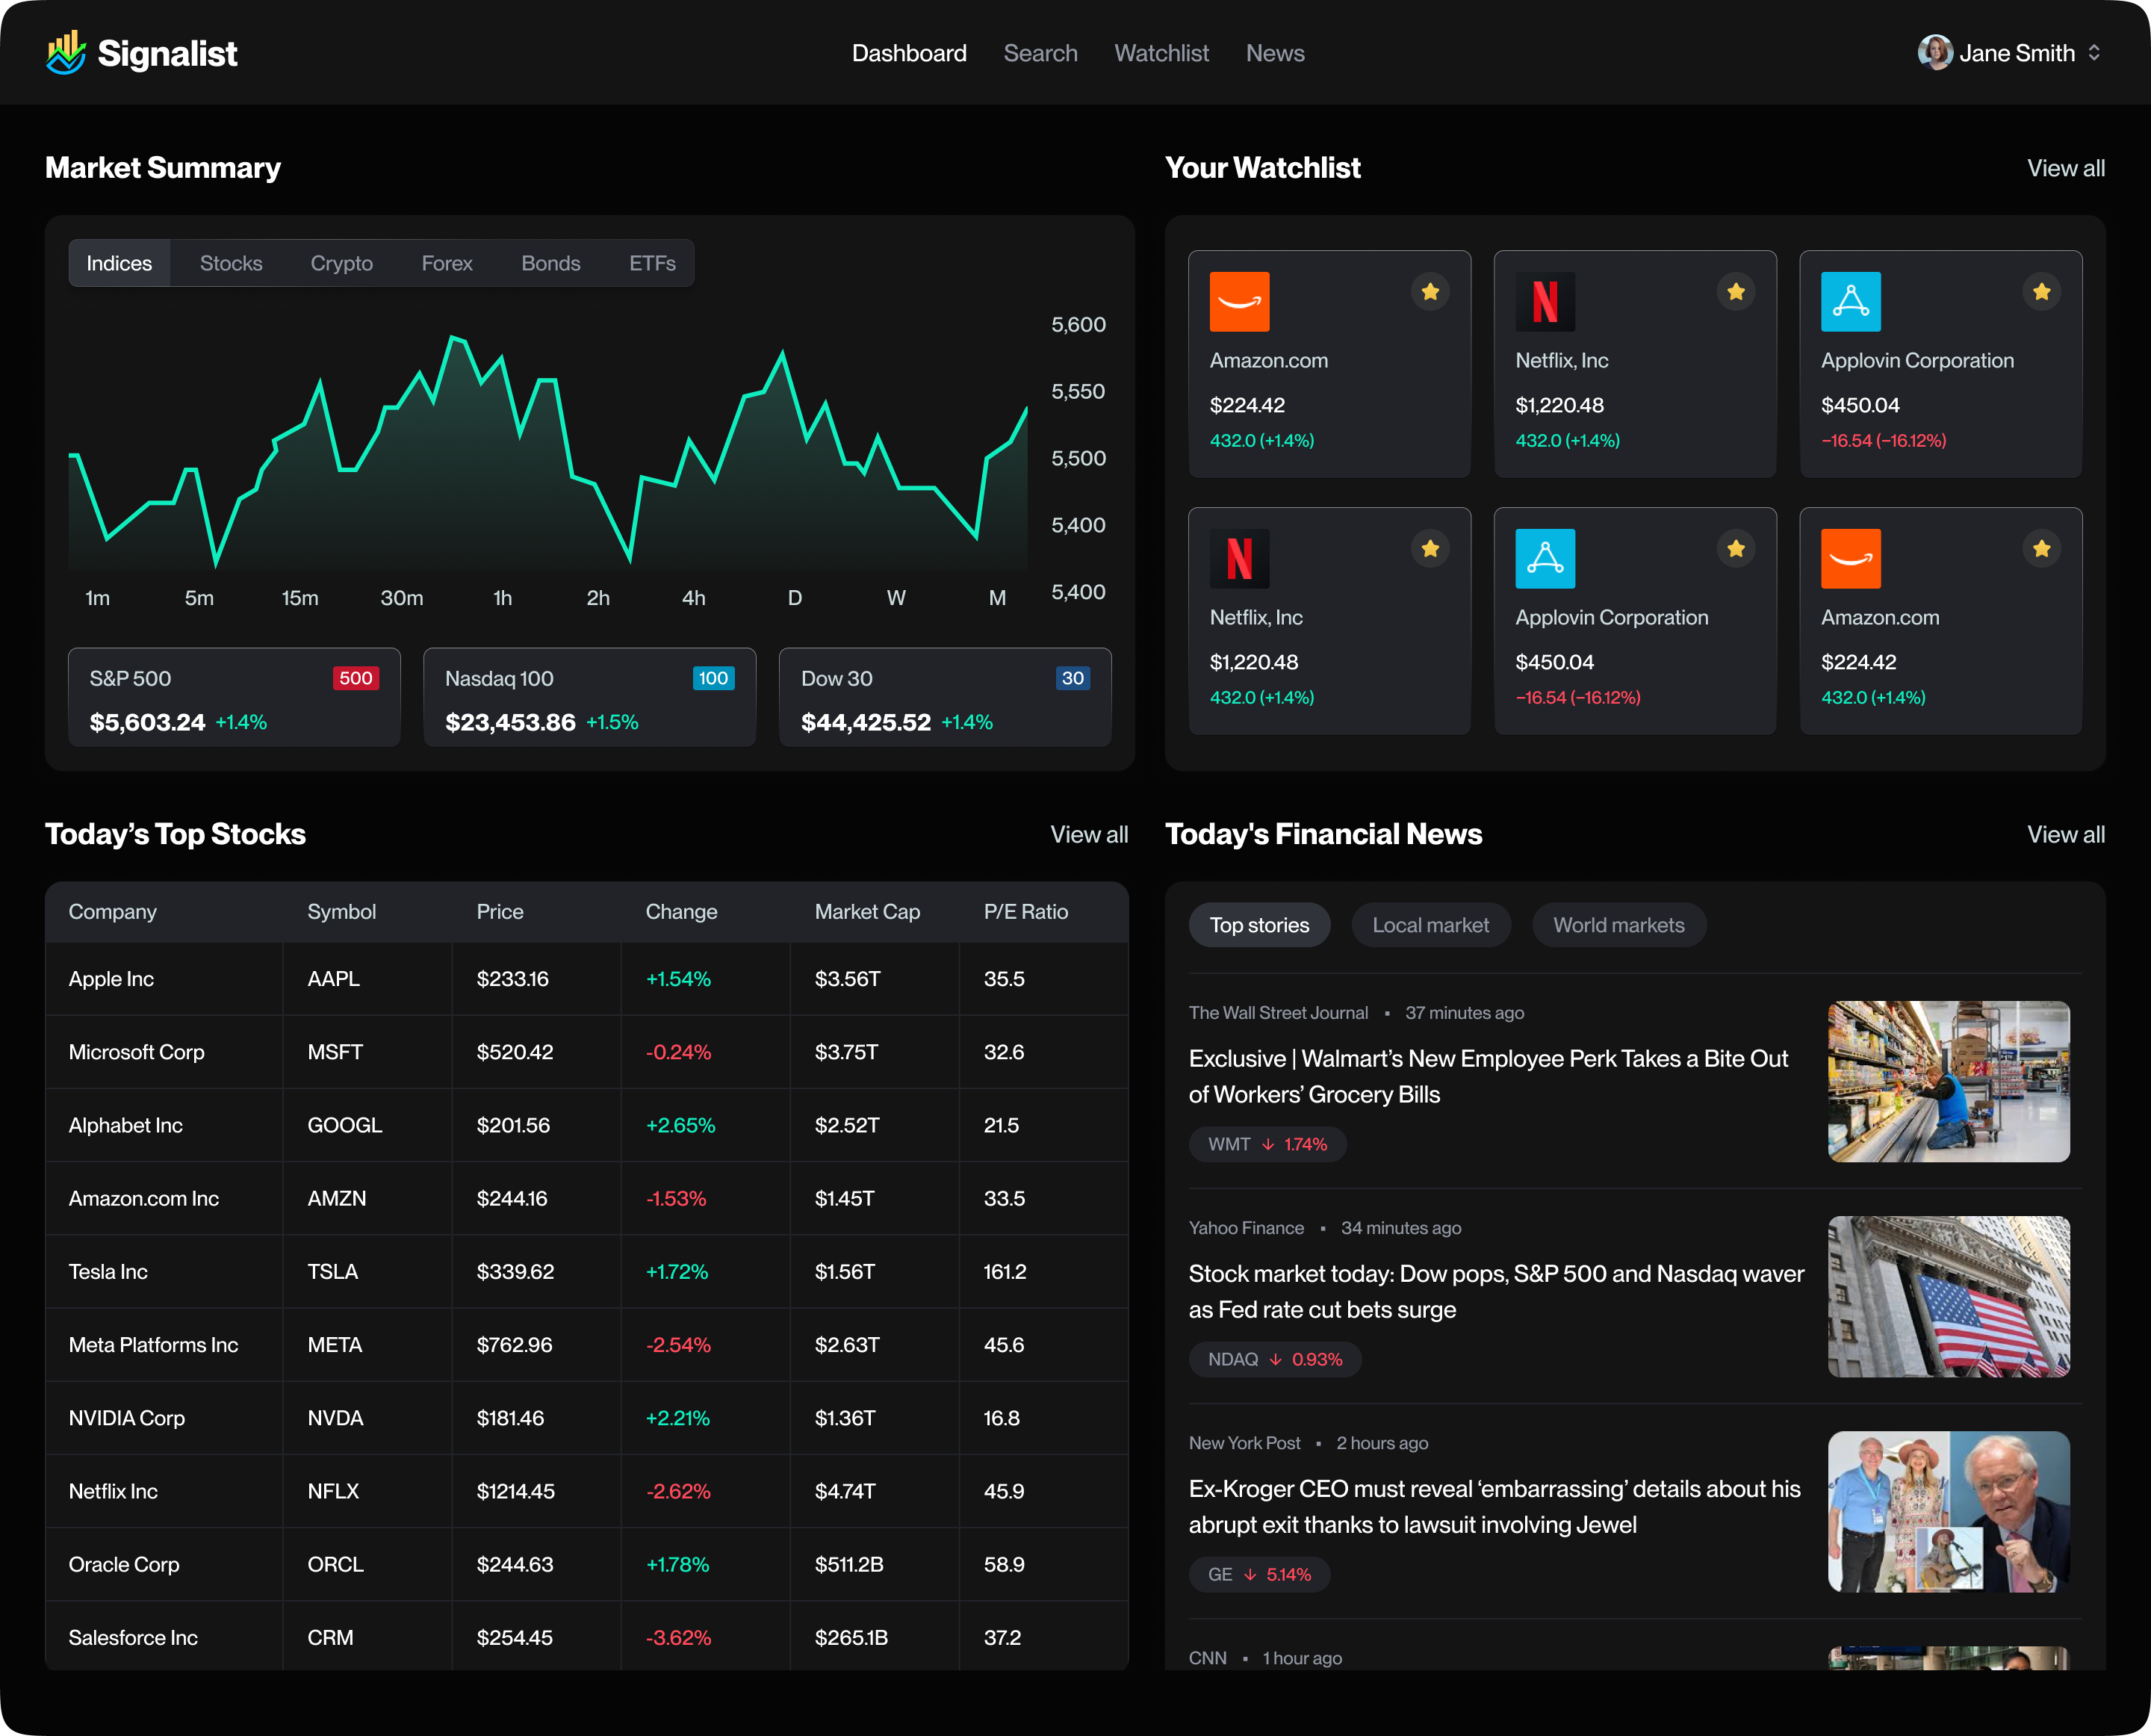 Signalist
Dashboard Search Watchlist News
Jane Smith
Market Summary
Indices Stocks Crypto Forex Bonds ETFs
5,600
5,550
5,500
5,400
5,400
1m 5m 15m 30m 1h 2h 4h D W M
S&P 500 500
$5,603.24 +1.4%
Nasdaq 100 100
$23,453.86 +1.5%
Dow 30 30
$44,425.52 +1.4%
Your Watchlist View all
Amazon.com
$224.42
432.0 (+1.4%)
N
Netflix, Inc
$1,220.48
432.0 (+1.4%)
Applovin Corporation
$450.04
−16.54 (−16.12%)
N
Netflix, Inc
$1,220.48
432.0 (+1.4%)
Applovin Corporation
$450.04
−16.54 (−16.12%)
Amazon.com
$224.42
432.0 (+1.4%)
Today’s Top Stocks View all
Company Symbol Price Change Market Cap P/E Ratio
Apple Inc AAPL $233.16 +1.54% $3.56T 35.5
Microsoft Corp MSFT $520.42 -0.24% $3.75T 32.6
Alphabet Inc GOOGL $201.56 +2.65% $2.52T 21.5
Amazon.com Inc AMZN $244.16 -1.53% $1.45T 33.5
Tesla Inc TSLA $339.62 +1.72% $1.56T 161.2
Meta Platforms Inc META $762.96 -2.54% $2.63T 45.6
NVIDIA Corp NVDA $181.46 +2.21% $1.36T 16.8
Netflix Inc NFLX $1214.45 -2.62% $4.74T 45.9
Oracle Corp ORCL $244.63 +1.78% $511.2B 58.9
Salesforce Inc CRM $254.45 -3.62% $265.1B 37.2
Today's Financial News View all
Top stories Local market World markets
The Wall Street Journal • 37 minutes ago
Exclusive | Walmart’s New Employee Perk Takes a Bite Out
of Workers’ Grocery Bills
WMT ↓ 1.74%
Yahoo Finance • 34 minutes ago
Stock market today: Dow pops, S&P 500 and Nasdaq waver
as Fed rate cut bets surge
NDAQ ↓ 0.93%
New York Post • 2 hours ago
Ex-Kroger CEO must reveal ‘embarrassing’ details about his
abrupt exit thanks to lawsuit involving Jewel
GE ↓ 5.14%
CNN • 1 hour ago